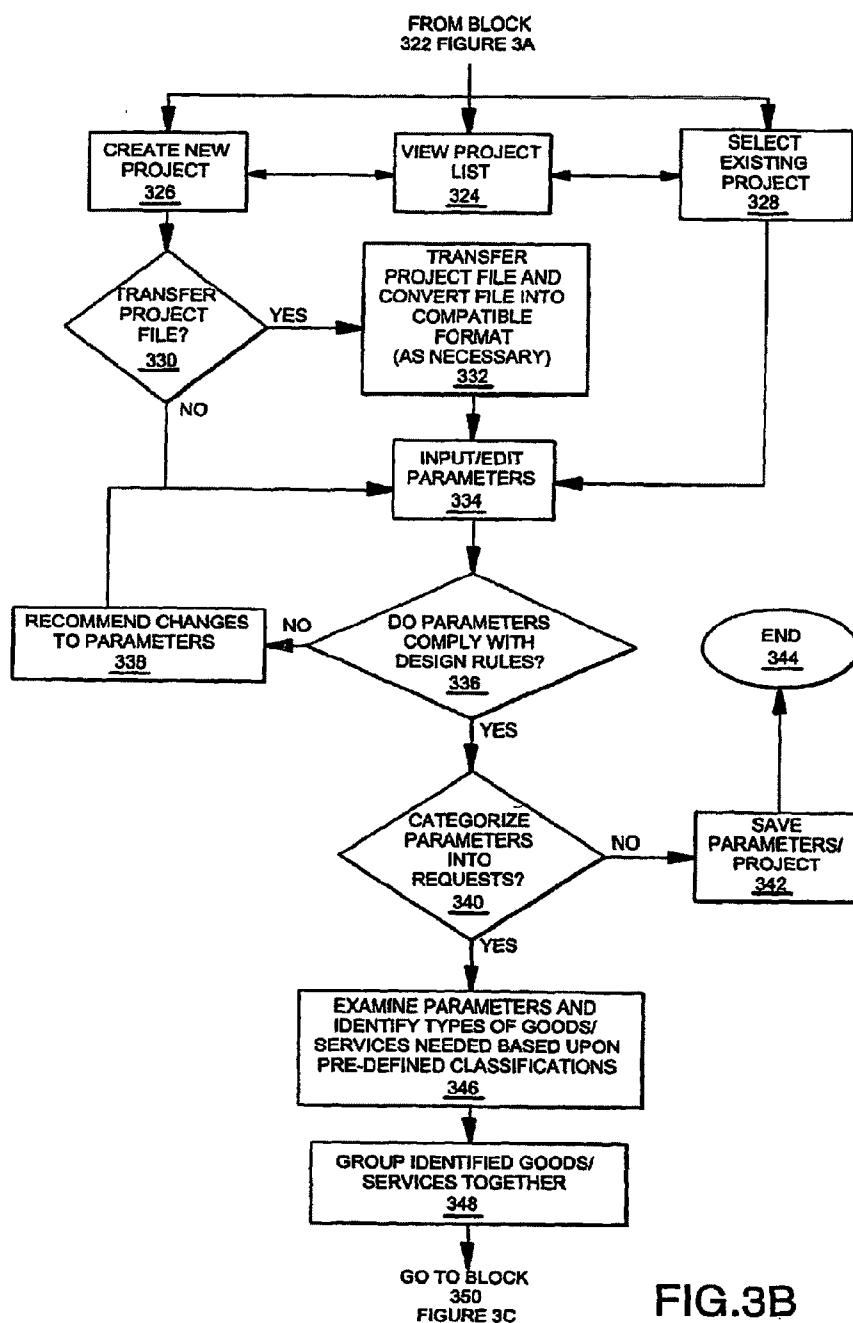 FROM BLOCK
322 FIGURE 3A
CREATE NEW
PROJECT
326
VIEW PROJECT
LIST
324
SELECT
EXISTING
PROJECT
328
TRANSFER
PROJECT
FILE?
330
YES
NO
TRANSFER
PROJECT FILE AND
CONVERT FILE INTO
COMPATIBLE
FORMAT
(AS NECESSARY)
332
INPUT/EDIT
PARAMETERS
334
RECOMMEND CHANGES
TO PARAMETERS
338
NO
DO PARAMETERS
COMPLY WITH
DESIGN RULES?
336
YES
END
344
CATEGORIZE
PARAMETERS
INTO
REQUESTS?
340
NO
YES
SAVE
PARAMETERS/
PROJECT
342
EXAMINE PARAMETERS AND
IDENTIFY TYPES OF GOODS/
SERVICES NEEDED BASED UPON
PRE-DEFINED CLASSIFICATIONS
346
GROUP IDENTIFIED GOODS/
SERVICES TOGETHER
348
GO TO BLOCK
350
FIGURE 3C
FIG.3B